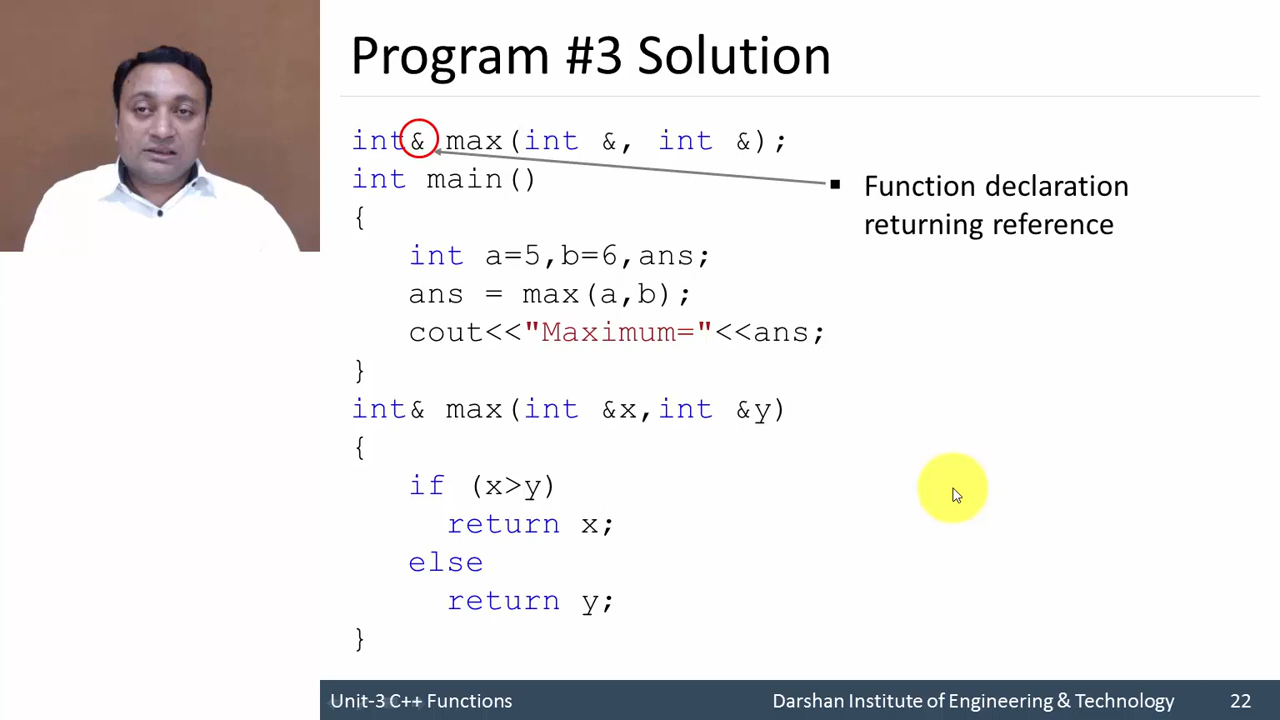 Program #3 Solution
int& max(int &, int &);
int main()
{
int a=5,b=6,ans;
ans = max(a,b);
cout<<"Maximum="<<ans;
}
int& max(int &x,int &y)
{
if (x>y)
return x;
else
return y;
}
Function declaration
returning reference
Unit-3 C++ Functions
Darshan Institute of Engineering & Technology
22